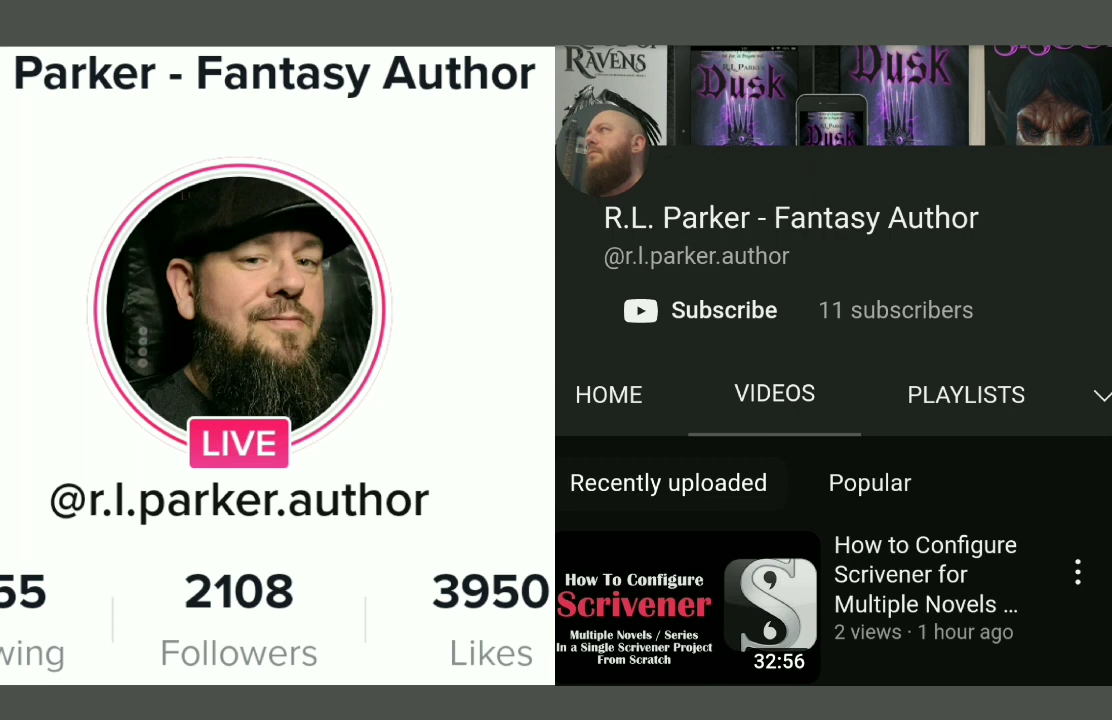 Parker - Fantasy Author
LIVE
@r.l.parker.author
55
2108
3950
wing
Followers
Likes
RAVENS
R.L. PARKER
Dusk
Dusk
Dusk
R.L. Parker - Fantasy Author
@r.l.parker.author
Subscribe
11 subscribers
HOME
VIDEOS
PLAYLISTS
Recently uploaded
Popular
How To Configure
Scrivener
Multiple Novels / Series
In a Single Scrivener Project
From Scratch
S
32:56
How to Configure
Scrivener for
Multiple Novels ...
2 views · 1 hour ago